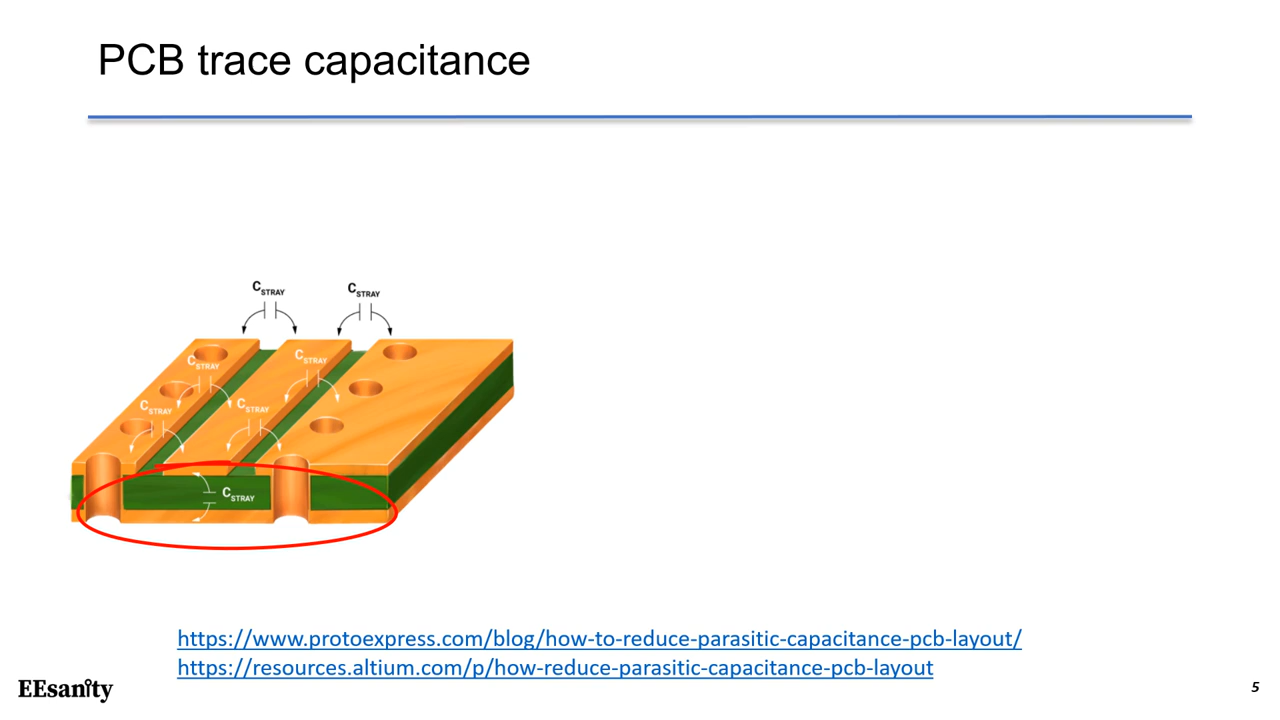 PCB trace capacitance
CSTRAY CSTRAY
CSTRAY CSTRAY
CSTRAY CSTRAY
CSTRAY
https://www.protoexpress.com/blog/how-to-reduce-parasitic-capacitance-pcb-layout/
https://resources.altium.com/p/how-reduce-parasitic-capacitance-pcb-layout
EEsanity
5